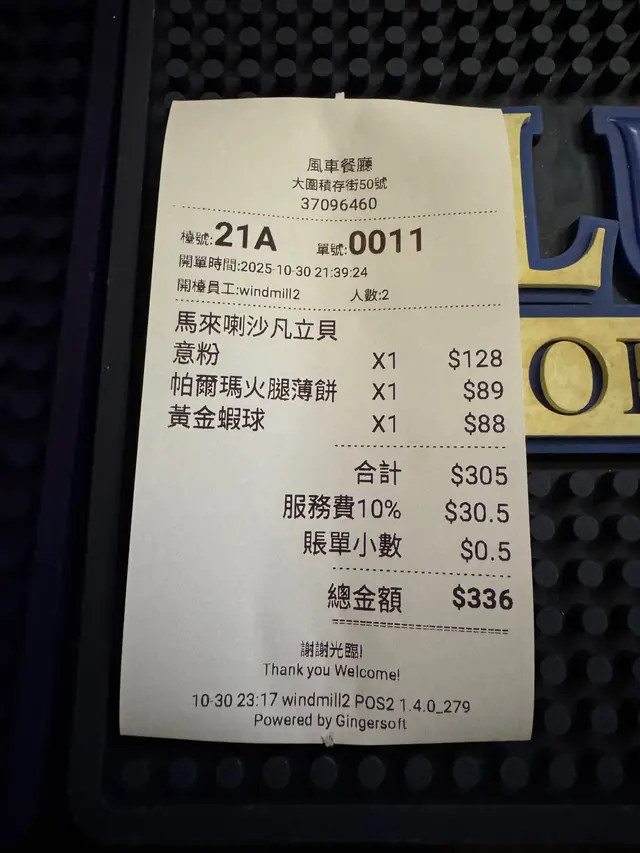 風車餐廳
大圍積存街50號
37096460
檯號:21A 單號:0011
開單時間:2025-10-30 21:39:24
開檯員工:windmill2 人數:2
馬來喇沙凡立貝
意粉 X1 $128
帕爾瑪火腿薄餅 X1 $89
黃金蝦球 X1 $88
合計 $305
服務費10% $30.5
賬單小數 $0.5
總金額 $336
謝謝光臨!
Thank you Welcome!
10-30 23:17 windmill2 POS2 1.4.0_279
Powered by Gingersoft